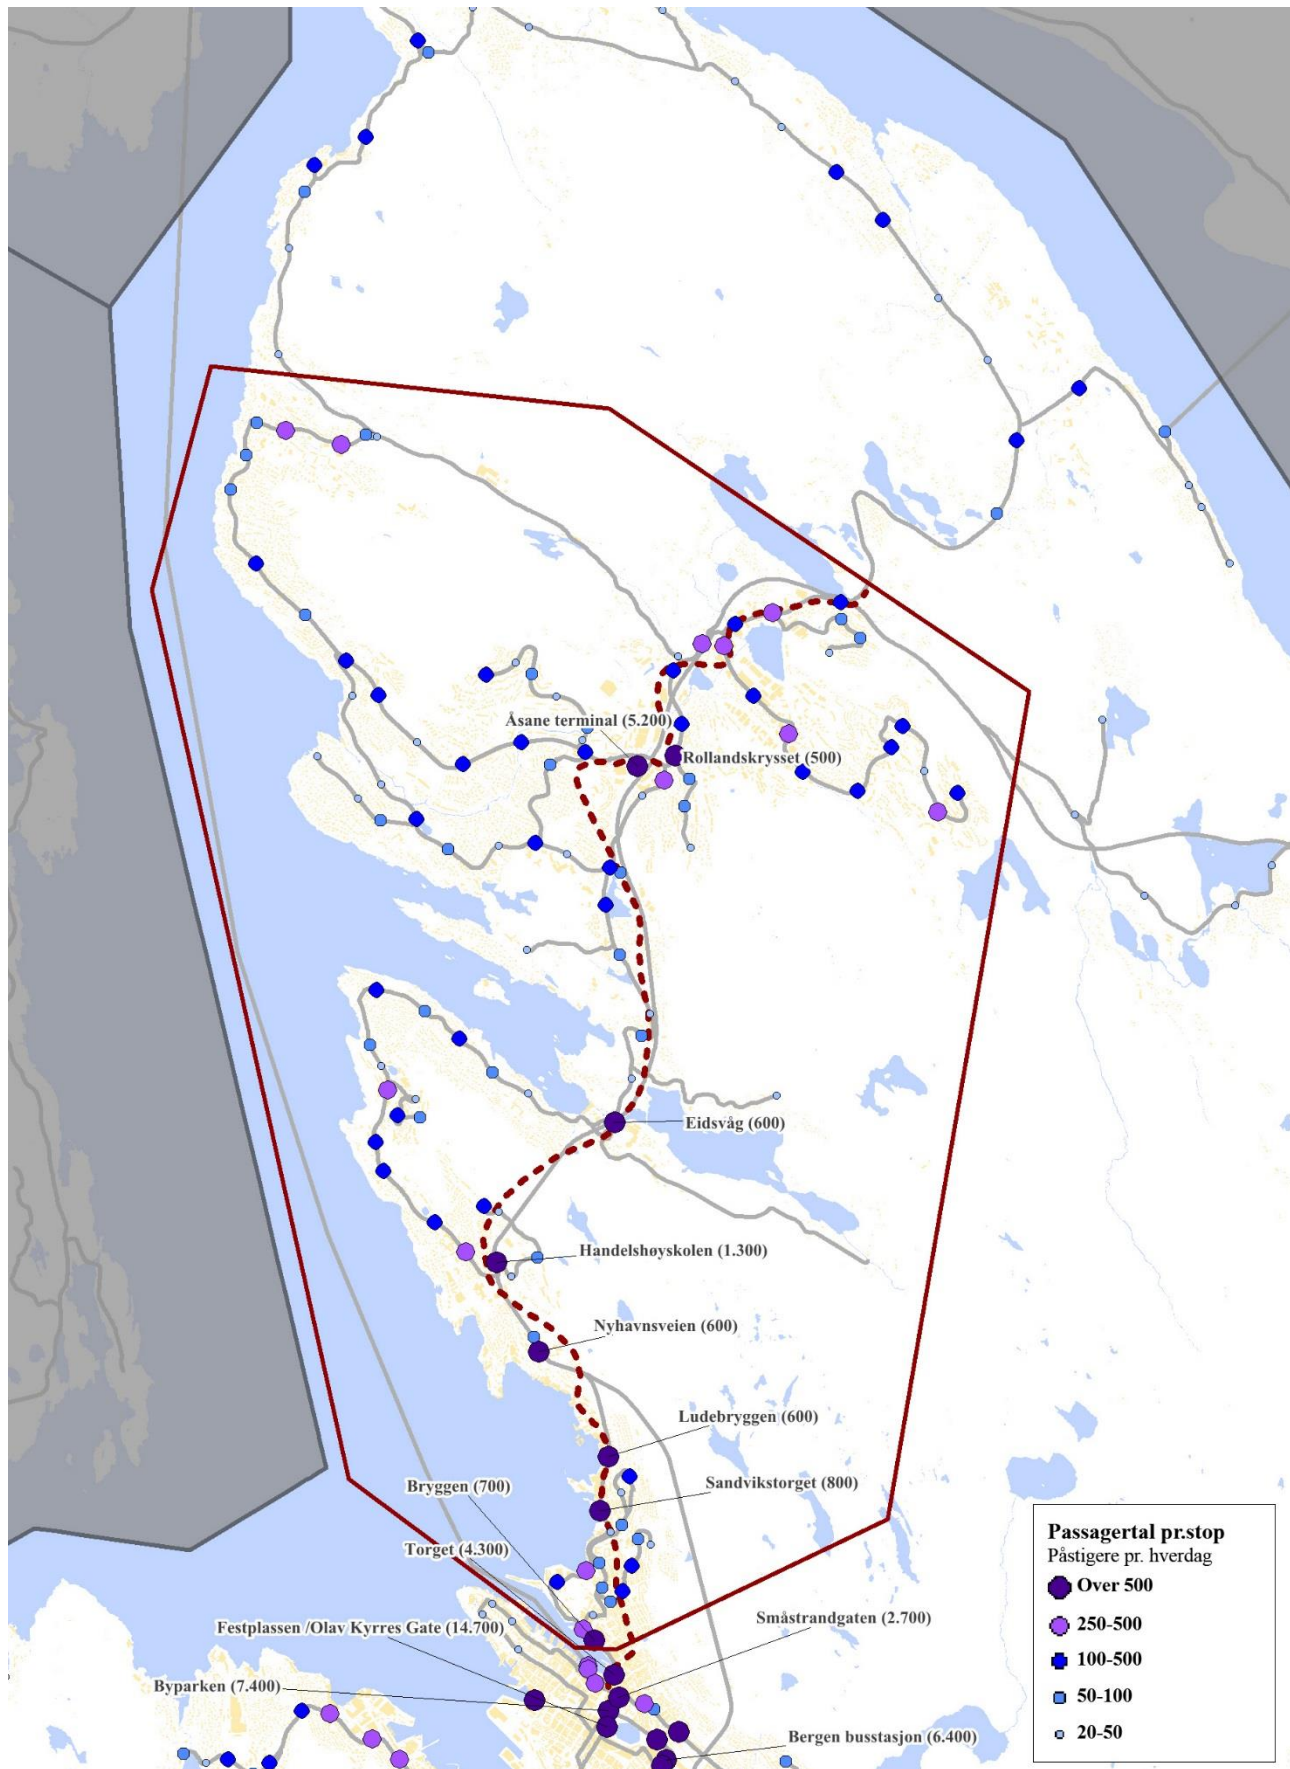 Åsane terminal (5.200)
Rollandskrysset (500)
Eidsvåg (600)
Handelshøyskolen (1.300)
Nyhavnsveien (600)
Ludebryggen (600)
Bryggen (700)
Sandvikstorget (800)
Torget (4.300)
Festplassen /Olav Kyrres Gate (14.700)
Småstrandgaten (2.700)
Byparken (7.400)
Bergen busstasjon (6.400)
Passagertal pr.stop
Påstigere pr. hverdag
Over 500
250-500
100-500
50-100
20-50